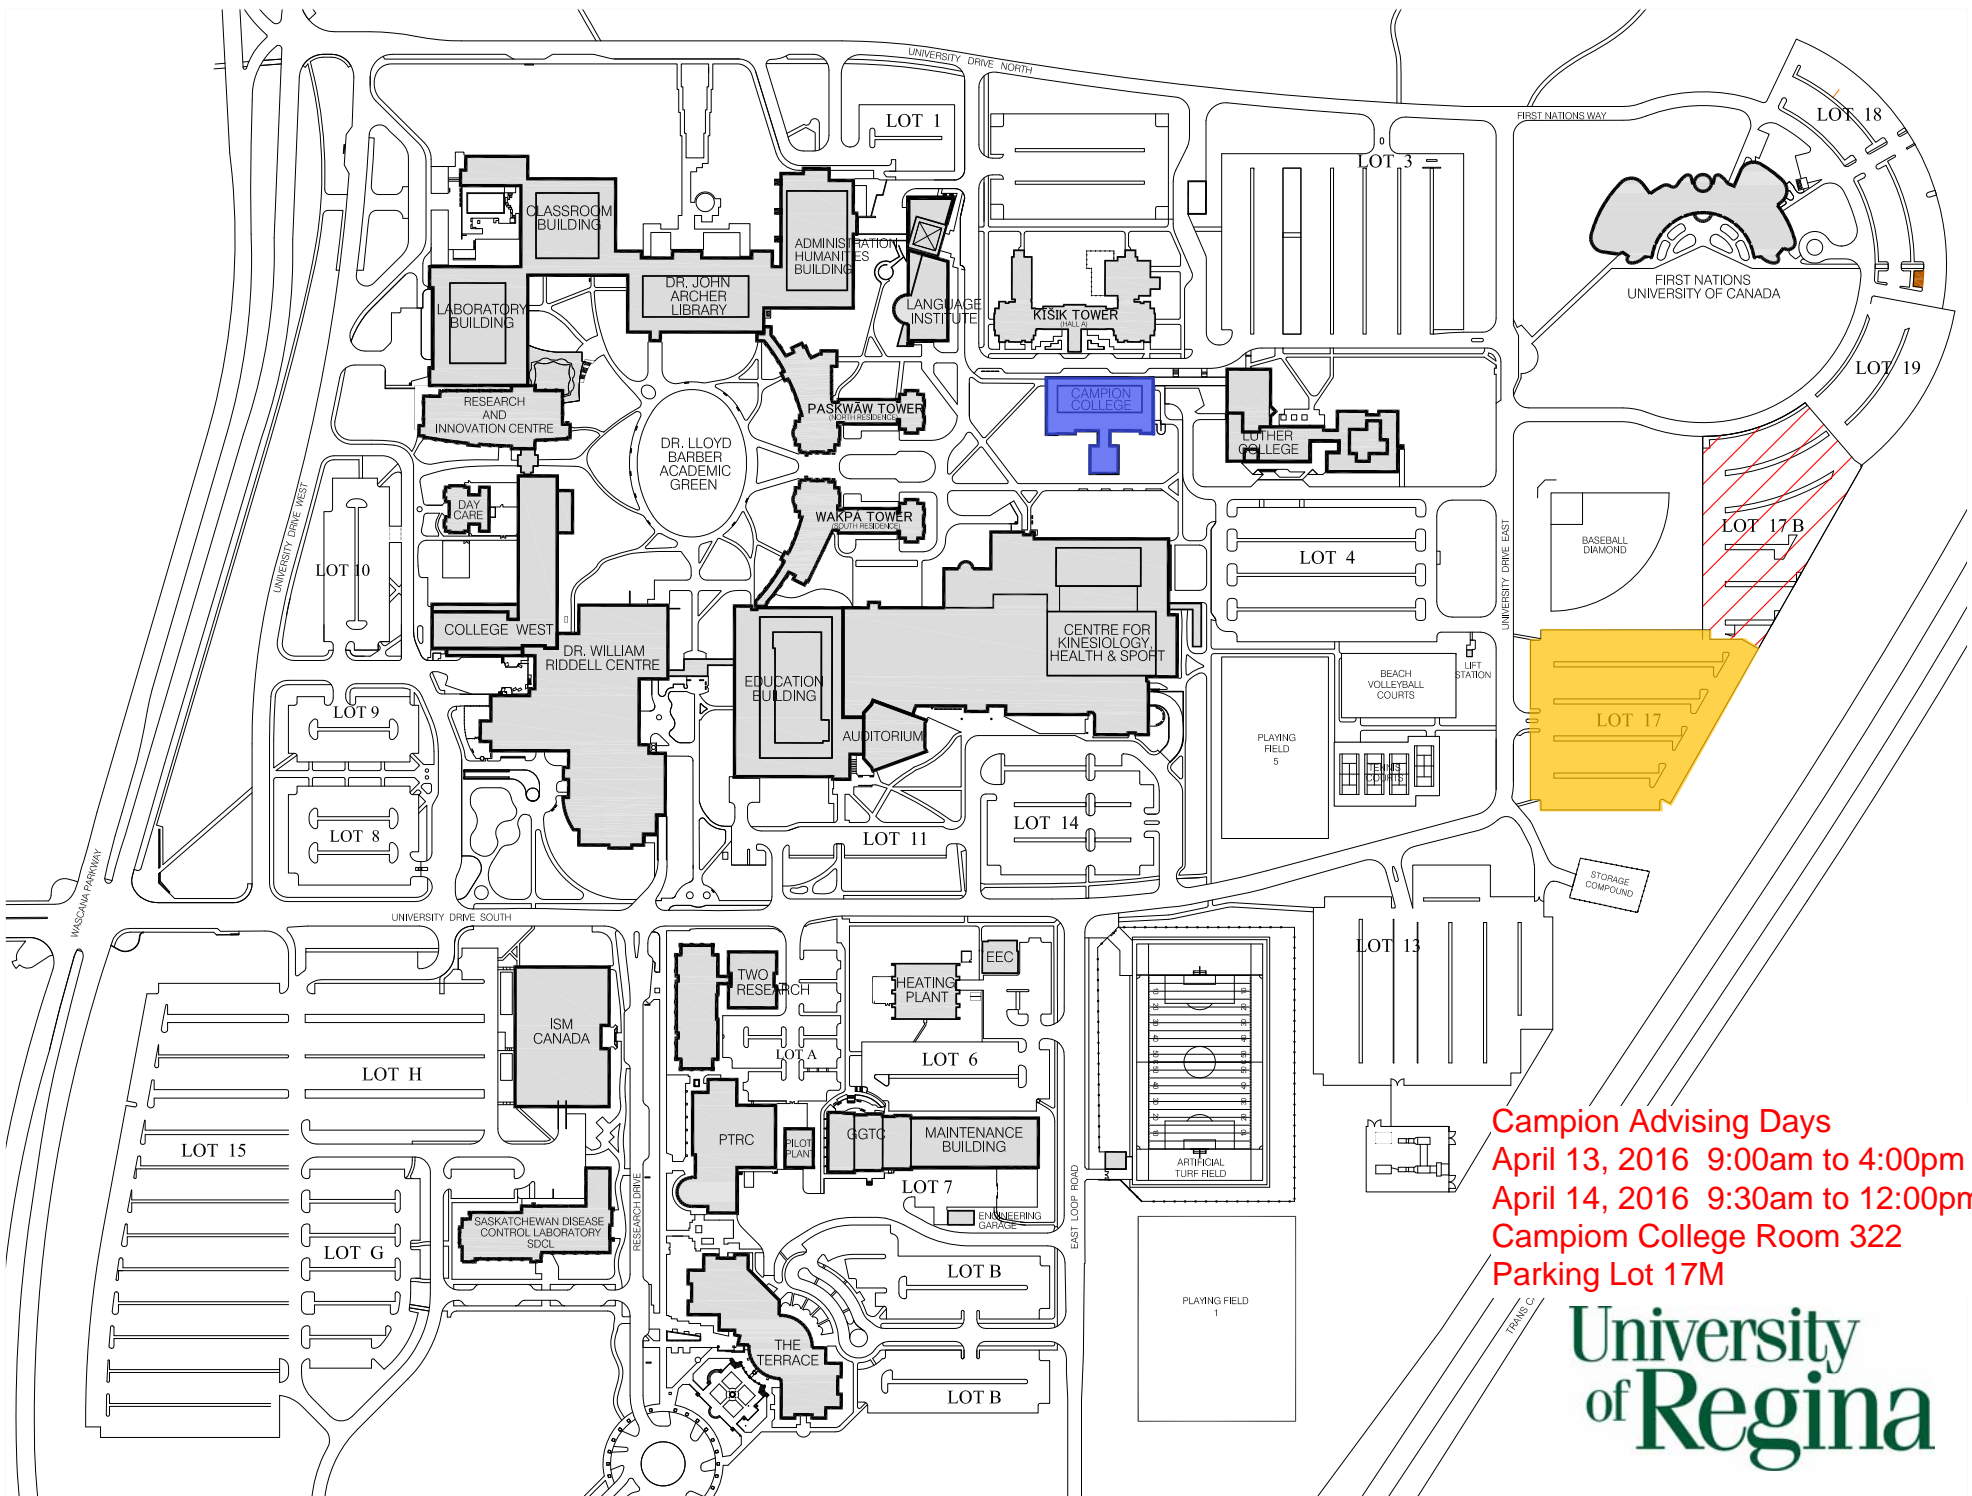 UNIVERSITY DRIVE NORTH
LOT 1
FIRST NATIONS WAY
LOT 18
LOT 3
CLASSROOM
BUILDING
ADMINISTRATION
HUMANITIES
BUILDING
DR. JOHN
ARCHER
LIBRARY
LABORATORY
BUILDING
LANGUAGE
INSTITUTE
KĪSIK TOWER
(HALL A)
FIRST NATIONS
UNIVERSITY OF CANADA
LOT 19
RESEARCH
AND
INNOVATION CENTRE
PASKWĀW TOWER
(NORTH RESIDENCE)
CAMPION
COLLEGE
LUTHER
COLLEGE
DR. LLOYD
BARBER
ACADEMIC
GREEN
UNIVERSITY DRIVE WEST
DAY
CARE
WAKPÁ TOWER
(SOUTH RESIDENCE)
LOT 17 B
BASEBALL
DIAMOND
LOT 10
LOT 4
UNIVERSITY DRIVE EAST
COLLEGE WEST
DR. WILLIAM
RIDDELL CENTRE
CENTRE FOR
KINESIOLOGY,
HEALTH & SPORT
EDUCATION
BUILDING
BEACH
VOLLEYBALL
COURTS
LIFT
STATION
LOT 9
LOT 17
AUDITORIUM
PLAYING
FIELD
5
TENNIS
COURTS
LOT 8
LOT 11
LOT 14
WASCANA PARKWAY
STORAGE
COMPOUND
UNIVERSITY DRIVE SOUTH
LOT 13
TWO
RESEARCH
HEATING
PLANT
EEC
ISM
CANADA
LOT A
LOT 6
LOT H
PTRC
PILOT
PLANT
GGTC
MAINTENANCE
BUILDING
LOT 15
ARTIFICIAL
TURF FIELD
Campion Advising Days
April 13, 2016 9:00am to 4:00pm
April 14, 2016 9:30am to 12:00pm
Campiom College Room 322
Parking Lot 17M
LOT 7
ENGINEERING
GARAGE
SASKATCHEWAN DISEASE
CONTROL LABORATORY
SDCL
RESEARCH DRIVE
EAST LOOP ROAD
LOT G
LOT B
PLAYING FIELD
1
TRANS C
THE
TERRACE
LOT B
University
of Regina